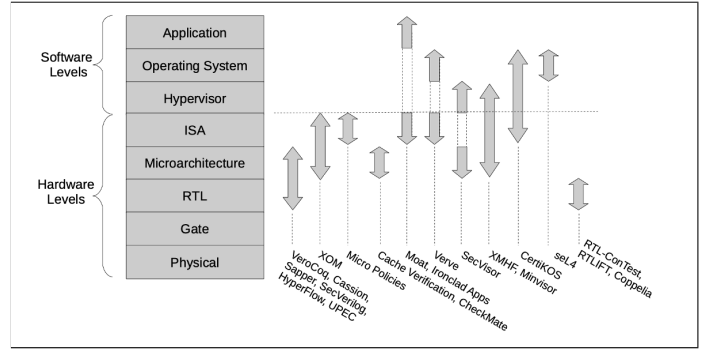 Software
Levels
Hardware
Levels
Application
Operating System
Hypervisor
ISA
Microarchitecture
RTL
Gate
Physical
VeroCoq, Cassion,
Sapper, SecVerilog,
HyperFlow, UPEC
XOM
Micro Policies
Cache Verification, CheckMate
Moat, Ironclad Apps
Verve
SecVisor
XMHF, Minvisor
CertiKOS
seL4
RTL-ConTest,
RTLIFT, Coppelia